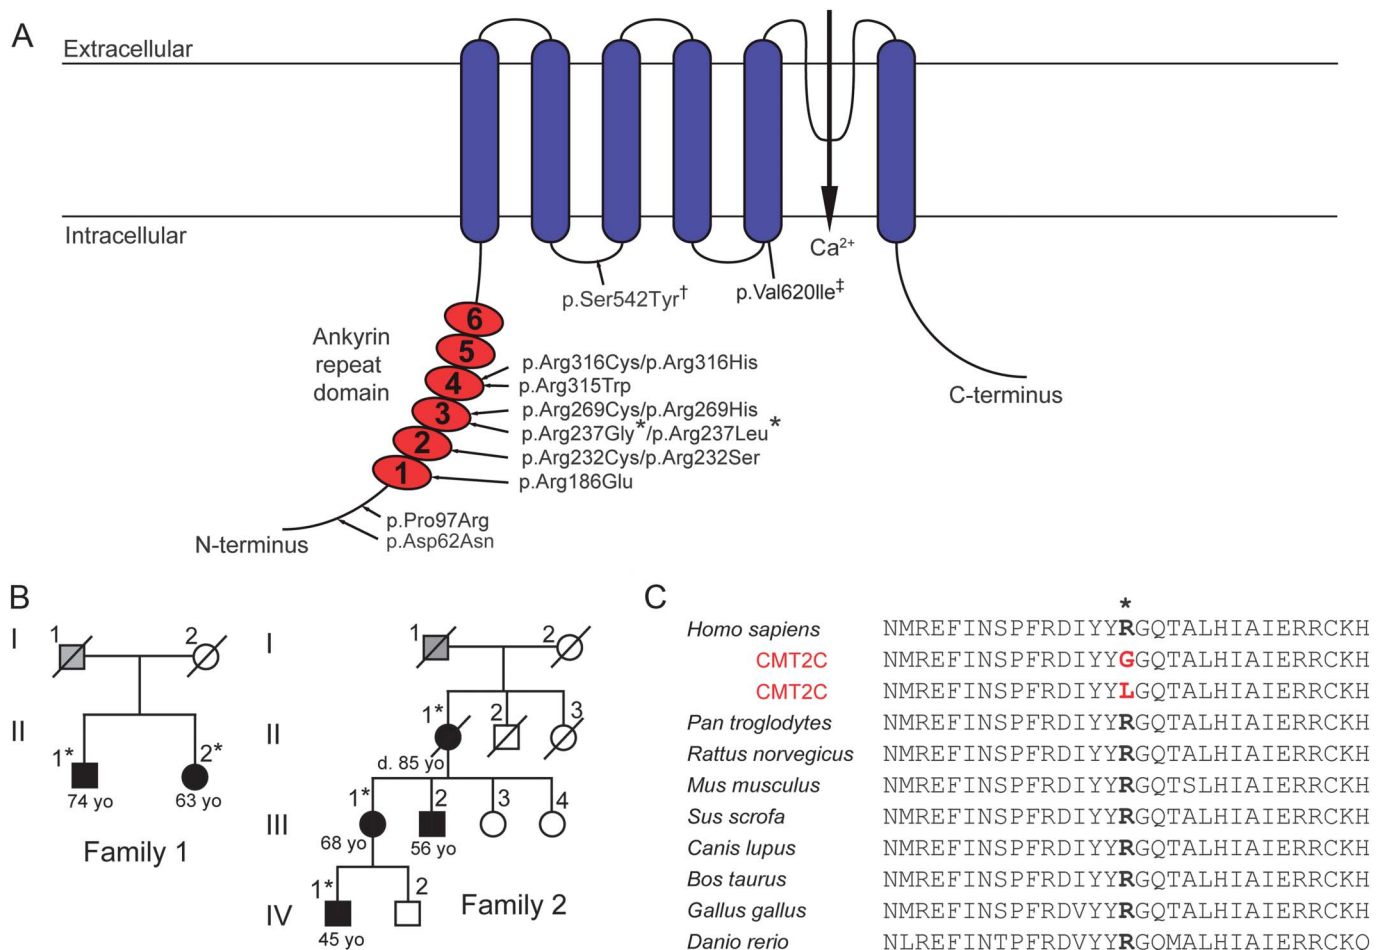 A
Extracellular
Intracellular
Ca2+
p.Ser542Tyr†
p.Val620Ile‡
6
5
4
3
2
1
Ankyrin
repeat
domain
p.Arg316Cys/p.Arg316His
p.Arg315Trp
p.Arg269Cys/p.Arg269His
p.Arg237Gly*/p.Arg237Leu*
p.Arg232Cys/p.Arg232Ser
p.Arg186Glu
p.Pro97Arg
p.Asp62Asn
N-terminus
C-terminus
B
I
1
2
II
1*
2*
74 yo
63 yo
Family 1
I
1
2
II
1*
2
3
d. 85 yo
III
1*
2
3
4
68 yo
56 yo
IV
1*
2
45 yo
Family 2
C
*
Homo sapiens NMREFINSPFRDIYYRGQTALHIAIERRCKH
CMT2C NMREFINSPFRDIYYGGQTALHIAIERRCKH
CMT2C NMREFINSPFRDIYYLGQTALHIAIERRCKH
Pan troglodytes NMREFINSPFRDIYYRGQTALHIAIERRCKH
Rattus norvegicus NMREFINSPFRDIYYRGQTALHIAIERRCKH
Mus musculus NMREFINSPFRDIYYRGQTSLHIAIERRCKH
Sus scrofa NMREFINSPFRDIYYRGQTALHIAIERRCKH
Canis lupus NMREFINSPFRDIYYRGQTALHIAIERRCKH
Bos taurus NMREFINSPFRDIYYRGQTALHIAIERRCKH
Gallus gallus NMREFINSPFRDVYYRGQTALHIAIERRCKH
Danio rerio NLREFINTPFRDVYYRGQMALHIAIERRCKQ